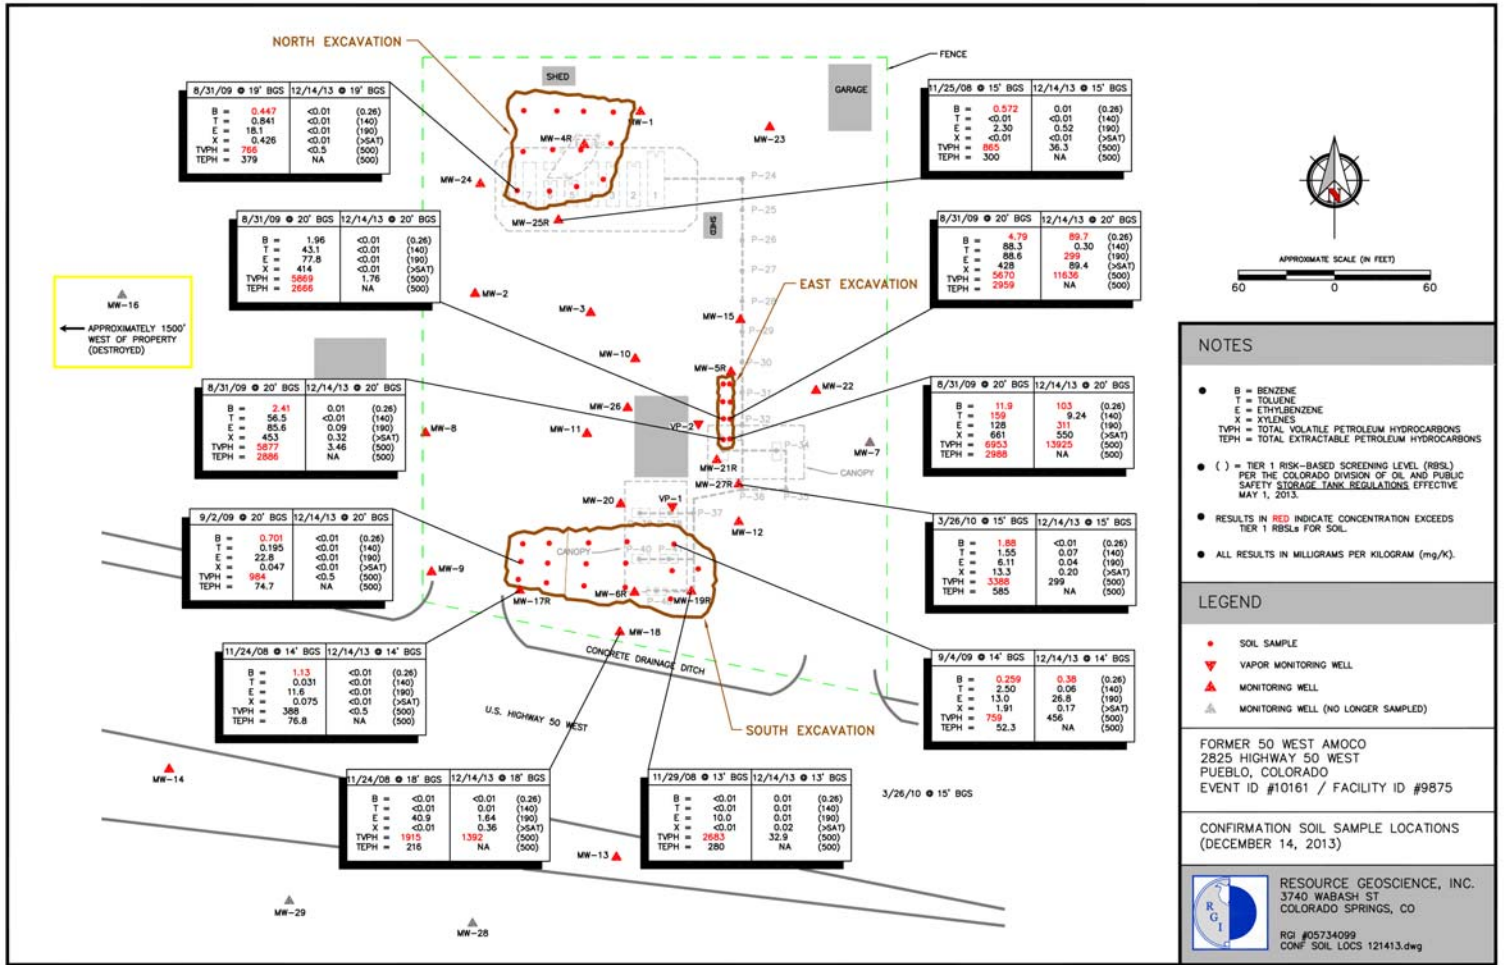 NORTH EXCAVATION
FENCE
SHED
GARAGE
8/31/09 @ 19' BGS 12/14/13 @ 19' BGS
B = 0.447 <0.01 (0.26)
T = 0.841 <0.01 (140)
E = 18.1 <0.01 (190)
X = 0.426 <0.01 (>SAT)
TVPH = 766 <0.5 (500)
TEPH = 379 NA (500)
11/25/08 @ 15' BGS 12/14/13 @ 15' BGS
B = 0.572 0.01 (0.26)
T = <0.01 <0.01 (140)
E = 2.30 0.52 (190)
X = <0.01 <0.01 (>SAT)
TVPH = 865 36.3 (500)
TEPH = 300 NA (500)
MW-1
MW-23
MW-4R
MW-24
7 6 5 4 3 2 1
P-24
MW-25R
P-25
SHED
P-26
P-27
P-28
P-29
P-30
P-31
P-32
P-34
P-35
P-36
P-37
P-40
P-41
8/31/09 @ 20' BGS 12/14/13 @ 20' BGS
B = 1.96 <0.01 (0.26)
T = 43.1 <0.01 (140)
E = 77.8 <0.01 (190)
X = 414 <0.01 (>SAT)
TVPH = 5869 1.76 (500)
TEPH = 2666 NA (500)
8/31/09 @ 20' BGS 12/14/13 @ 20' BGS
B = 4.79 89.7 (0.26)
T = 88.3 0.30 (140)
E = 88.6 299 (190)
X = 428 89.4 (>SAT)
TVPH = 5670 11636 (500)
TEPH = 2959 NA (500)
N
APPROXIMATE SCALE (IN FEET)
60 0 60
MW-16
APPROXIMATELY 1500'
WEST OF PROPERTY
(DESTROYED)
MW-2
MW-3
EAST EXCAVATION
MW-15
MW-10
MW-5R
MW-22
MW-26
VP-2
MW-11
MW-8
MW-7
MW-21R
CANOPY
MW-27R
8/31/09 @ 20' BGS 12/14/13 @ 20' BGS
B = 2.41 0.01 (0.26)
T = 56.5 <0.01 (140)
E = 85.6 0.09 (190)
X = 453 0.32 (>SAT)
TVPH = 5877 3.46 (500)
TEPH = 2886 NA (500)
8/31/09 @ 20' BGS 12/14/13 @ 20' BGS
B = 11.9 103 (0.26)
T = 159 9.24 (140)
E = 128 311 (190)
X = 661 550 (>SAT)
TVPH = 6953 13925 (500)
TEPH = 2988 NA (500)
MW-20
VP-1
MW-12
CANOPY
MW-9
MW-17R
MW-6R
MW-19R
MW-18
9/2/09 @ 20' BGS 12/14/13 @ 20' BGS
B = 0.701 <0.01 (0.26)
T = 0.195 <0.01 (140)
E = 22.8 <0.01 (190)
X = 0.047 <0.01 (>SAT)
TVPH = 984 <0.5 (500)
TEPH = 74.7 NA (500)
3/26/10 @ 15' BGS 12/14/13 @ 15' BGS
B = 1.88 <0.01 (0.26)
T = 1.55 0.07 (140)
E = 6.11 0.04 (190)
X = 13.3 0.20 (>SAT)
TVPH = 3388 299 (500)
TEPH = 585 NA (500)
11/24/08 @ 14' BGS 12/14/13 @ 14' BGS
B = 1.13 <0.01 (0.26)
T = 0.031 <0.01 (140)
E = 11.6 <0.01 (190)
X = 0.075 <0.01 (>SAT)
TVPH = 388 <0.5 (500)
TEPH = 76.8 NA (500)
9/4/09 @ 14' BGS 12/14/13 @ 14' BGS
B = 0.259 0.38 (0.26)
T = 2.50 0.06 (140)
E = 13.0 26.8 (190)
X = 1.91 0.17 (>SAT)
TVPH = 759 456 (500)
TEPH = 52.3 NA (500)
CONCRETE DRAINAGE DITCH
U.S. HIGHWAY 50 WEST
SOUTH EXCAVATION
MW-14
11/24/08 @ 18' BGS 12/14/13 @ 18' BGS
B = <0.01 <0.01 (0.26)
T = <0.01 0.01 (140)
E = 40.9 1.64 (190)
X = <0.01 0.36 (>SAT)
TVPH = 1915 1392 (500)
TEPH = 216 NA (500)
11/29/08 @ 13' BGS 12/14/13 @ 13' BGS
B = <0.01 0.01 (0.26)
T = <0.01 0.01 (140)
E = 10.0 0.01 (190)
X = <0.01 0.02 (>SAT)
TVPH = 2683 32.9 (500)
TEPH = 280 NA (500)
3/26/10 @ 15' BGS
MW-13
MW-29
MW-28
NOTES
B = BENZENE
T = TOLUENE
E = ETHYLBENZENE
X = XYLENES
TVPH = TOTAL VOLATILE PETROLEUM HYDROCARBONS
TEPH = TOTAL EXTRACTABLE PETROLEUM HYDROCARBONS
( ) = TIER 1 RISK-BASED SCREENING LEVEL (RBSL)
PER THE COLORADO DIVISION OF OIL AND PUBLIC
SAFETY STORAGE TANK REGULATIONS EFFECTIVE
MAY 1, 2013.
RESULTS IN RED INDICATE CONCENTRATION EXCEEDS
TIER 1 RBSLs FOR SOIL.
ALL RESULTS IN MILLIGRAMS PER KILOGRAM (mg/K).
LEGEND
SOIL SAMPLE
VAPOR MONITORING WELL
MONITORING WELL
MONITORING WELL (NO LONGER SAMPLED)
FORMER 50 WEST AMOCO
2825 HIGHWAY 50 WEST
PUEBLO, COLORADO
EVENT ID #10161 / FACILITY ID #9875
CONFIRMATION SOIL SAMPLE LOCATIONS
(DECEMBER 14, 2013)
RGI
RESOURCE GEOSCIENCE, INC.
3740 WABASH ST
COLORADO SPRINGS, CO
RGI #05734099
CONF SOIL LOCS 121413.dwg